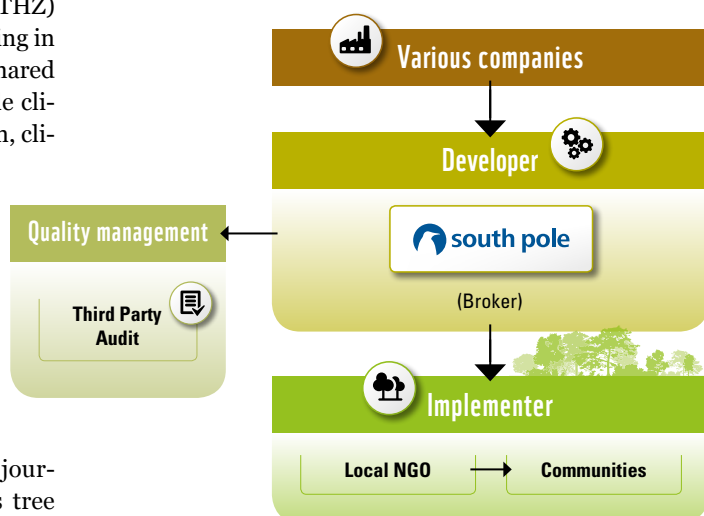 THZ)
ing in
hared
e cli-
n, cli-
Various companies
Developer
south pole
(Broker)
Quality management
Third Party
Audit
Implementer
Local NGO
Communities
jour-
s tree